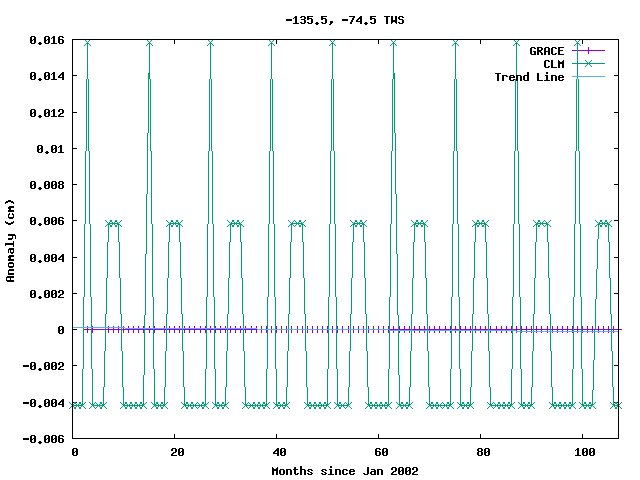 -135.5, -74.5 TWS
0.016
0.014
0.012
0.01
0.008
0.006
0.004
0.002
0
-0.002
-0.004
-0.006
Anomaly (cm)
GRACE
CLM
Trend Line
0 20 40 60 80 100
Months since Jan 2002